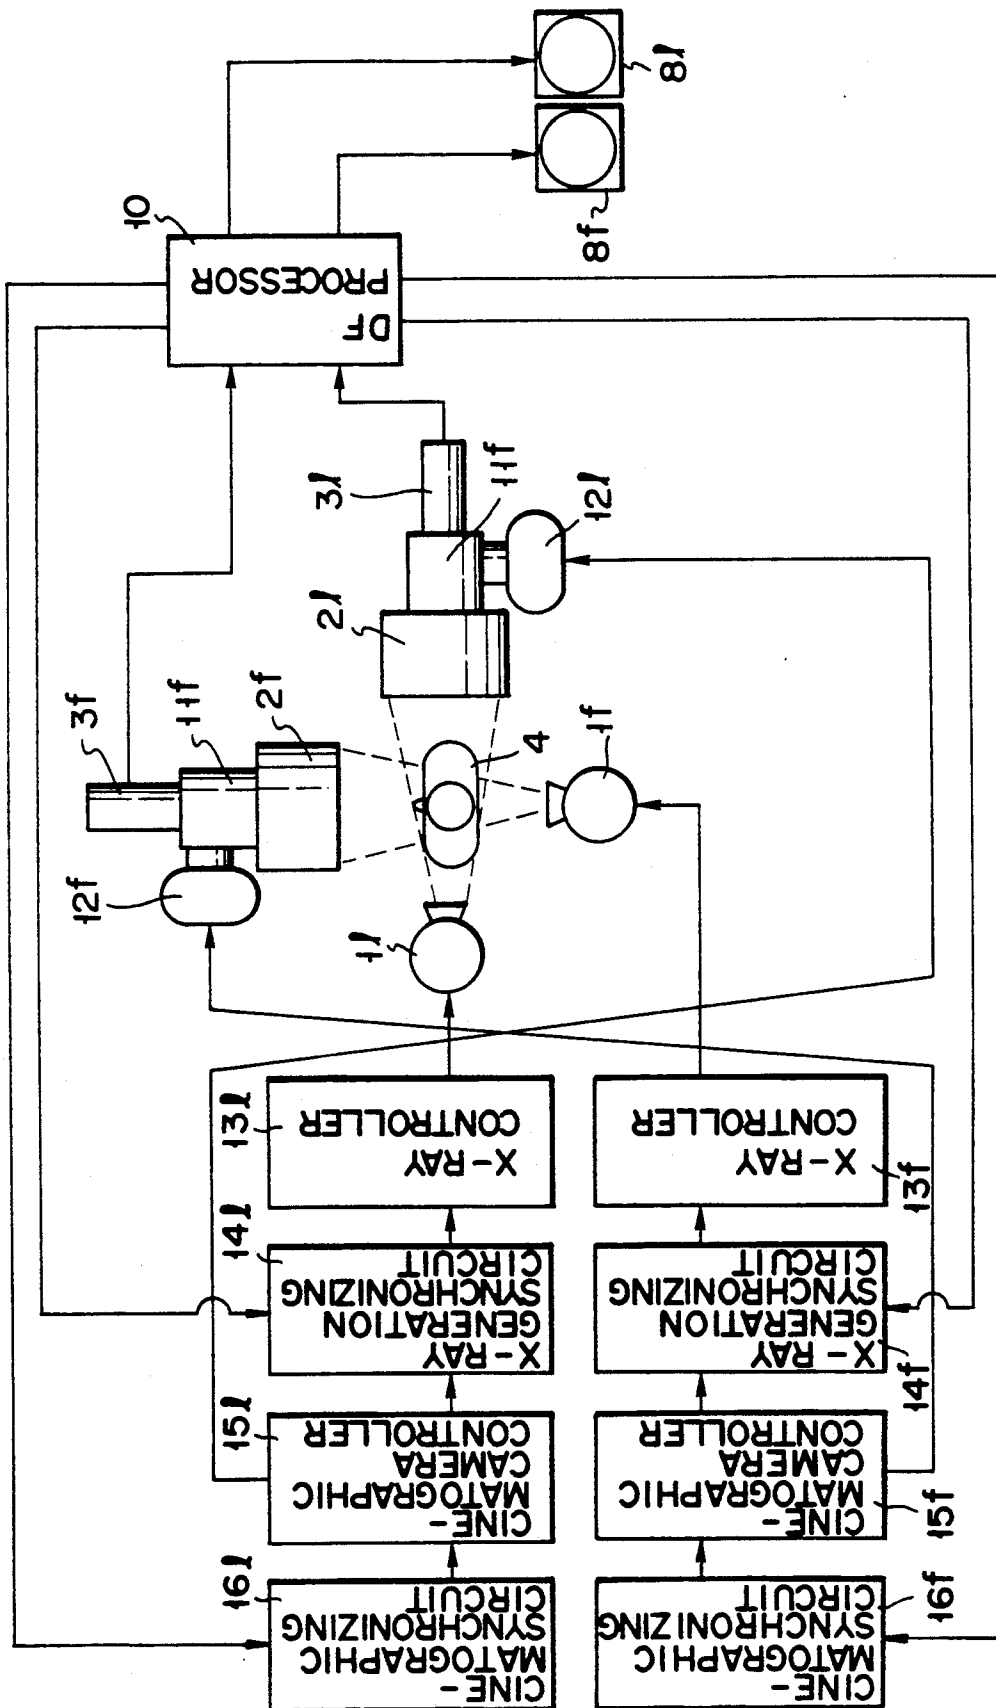 10
DF
PROCESSOR
8l
8f
3f
11f
2f
12f
3l
11f
12l
2l
4
1f
1l
13l
X-RAY
CONTROLLER
13f
X-RAY
CONTROLLER
14l
X-RAY
GENERATION
SYNCHRONIZING
CIRCUIT
14f
X-RAY
GENERATION
SYNCHRONIZING
CIRCUIT
15l
CINE-
MATOGRAPHIC
CAMERA
CONTROLLER
15f
CINE-
MATOGRAPHIC
CAMERA
CONTROLLER
16l
CINE-
MATOGRAPHIC
SYNCHRONIZING
CIRCUIT
16f
CINE-
MATOGRAPHIC
SYNCHRONIZING
CIRCUIT